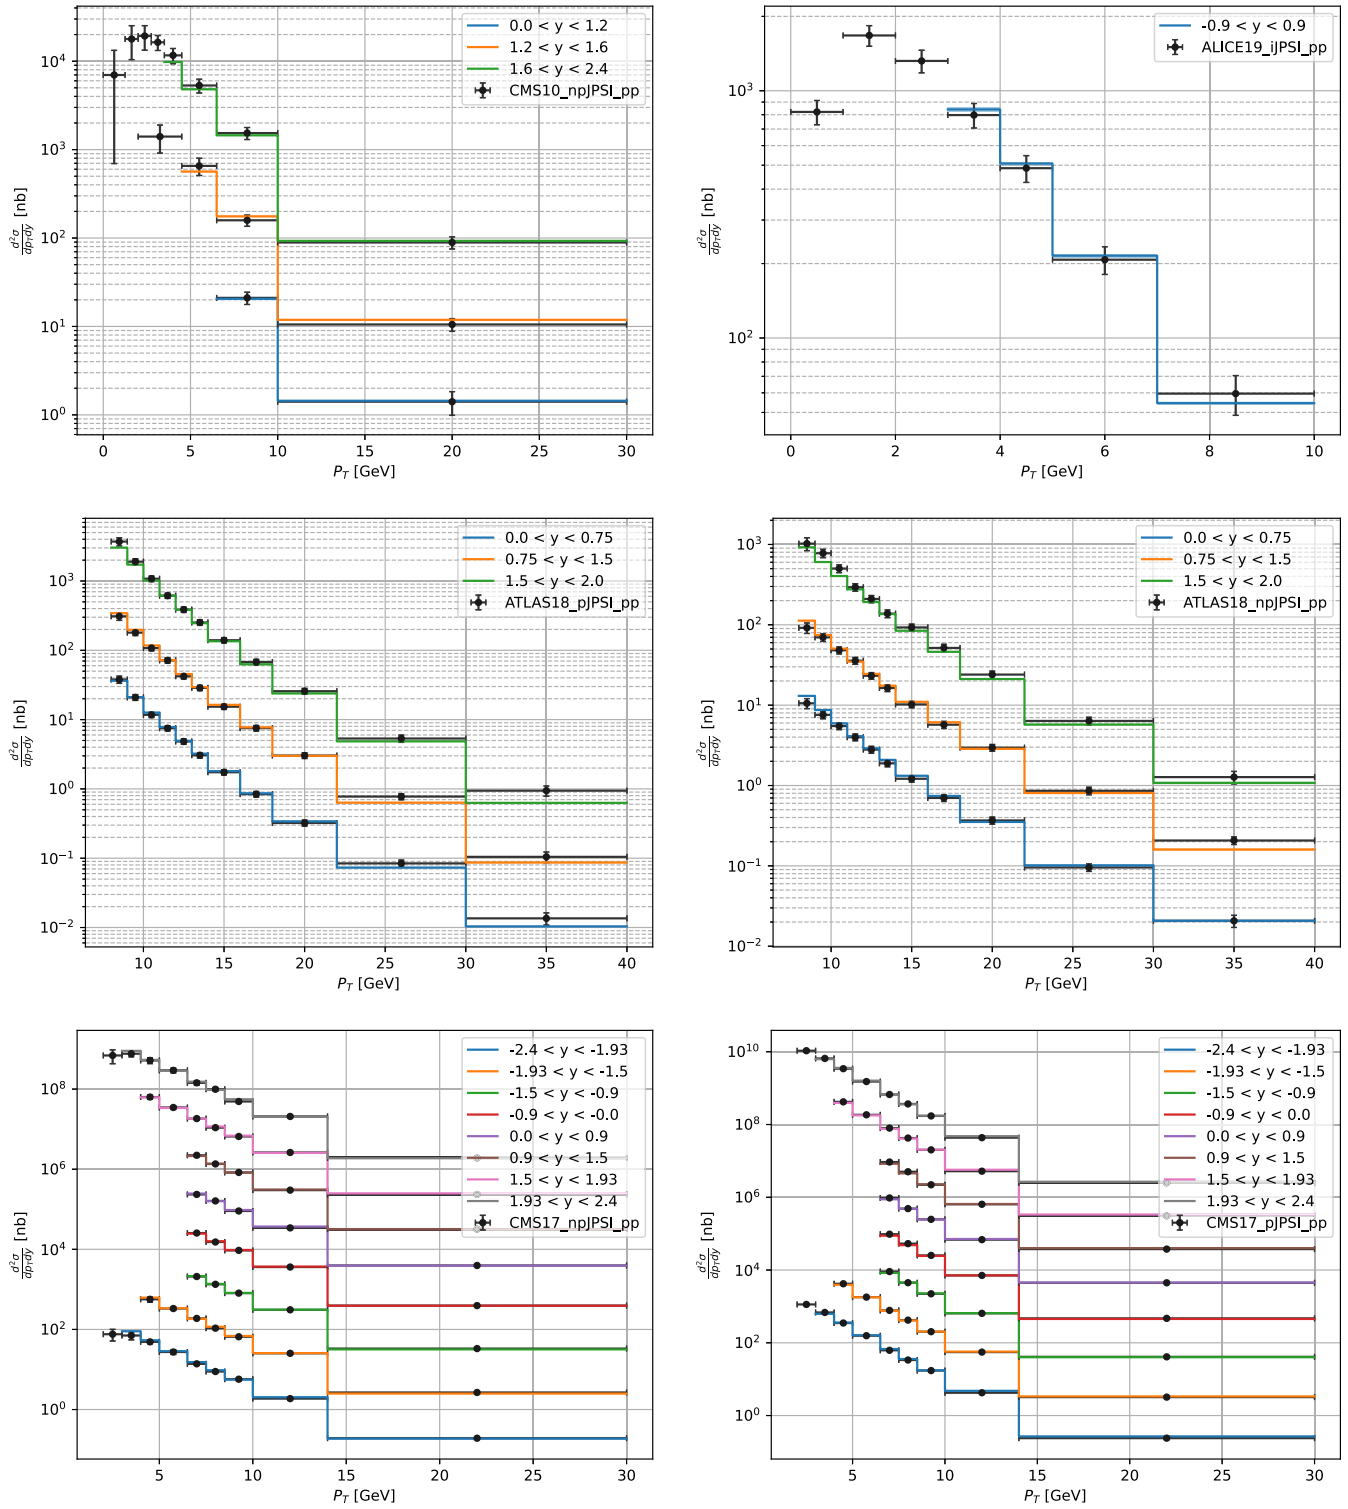 0.0 < y < 1.2
1.2 < y < 1.6
1.6 < y < 2.4
CMS10_npJPSI_pp
10⁴
10³
10²
10¹
10⁰
d²σ/dp_Tdy [nb]
0 5 10 15 20 25 30
P_T [GeV]
-0.9 < y < 0.9
ALICE19_iJPSI_pp
10³
10²
d²σ/dp_Tdy [nb]
0 2 4 6 8 10
P_T [GeV]
0.0 < y < 0.75
0.75 < y < 1.5
1.5 < y < 2.0
ATLAS18_pJPSI_pp
10³
10²
10¹
10⁰
10⁻¹
10⁻²
d²σ/dp_Tdy [nb]
10 15 20 25 30 35 40
P_T [GeV]
0.0 < y < 0.75
0.75 < y < 1.5
1.5 < y < 2.0
ATLAS18_npJPSI_pp
10³
10²
10¹
10⁰
10⁻¹
10⁻²
d²σ/dp_Tdy [nb]
10 15 20 25 30 35 40
P_T [GeV]
-2.4 < y < -1.93
-1.93 < y < -1.5
-1.5 < y < -0.9
-0.9 < y < -0.0
0.0 < y < 0.9
0.9 < y < 1.5
1.5 < y < 1.93
1.93 < y < 2.4
CMS17_npJPSI_pp
10⁸
10⁶
10⁴
10²
10⁰
d²σ/dp_Tdy [nb]
5 10 15 20 25 30
P_T [GeV]
-2.4 < y < -1.93
-1.93 < y < -1.5
-1.5 < y < -0.9
-0.9 < y < 0.0
0.0 < y < 0.9
0.9 < y < 1.5
1.5 < y < 1.93
1.93 < y < 2.4
CMS17_pJPSI_pp
10¹⁰
10⁸
10⁶
10⁴
10²
10⁰
d²σ/dp_Tdy [nb]
5 10 15 20 25 30
P_T [GeV]